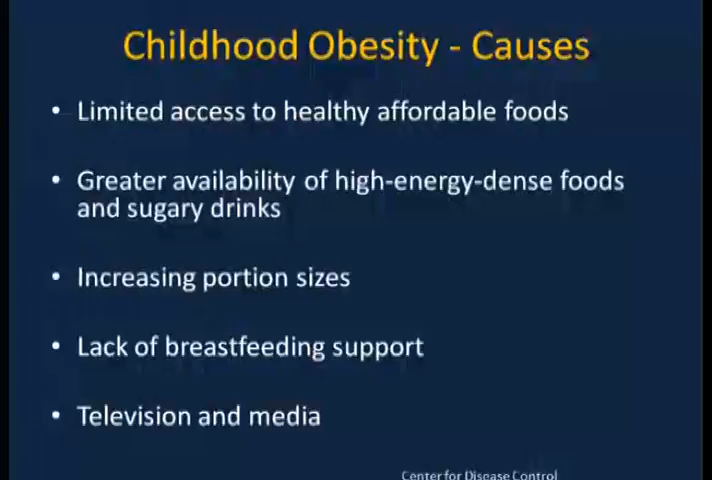 Childhood Obesity - Causes
• Limited access to healthy affordable foods
• Greater availability of high-energy-dense foods
and sugary drinks
• Increasing portion sizes
• Lack of breastfeeding support
• Television and media
Center for Disease Control